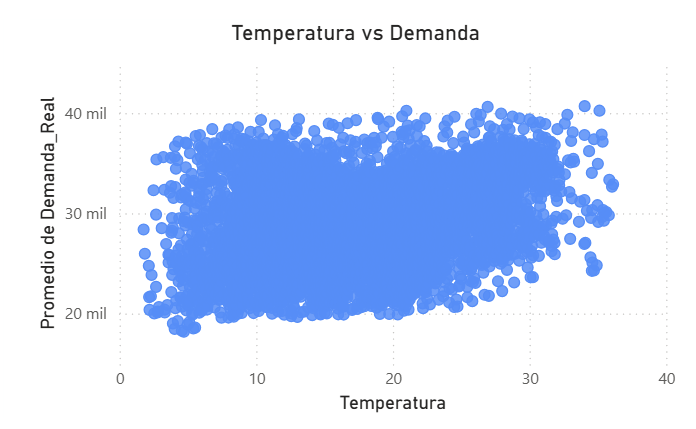 Temperatura vs Demanda
Promedio de Demanda_Real
40 mil
30 mil
20 mil
0 10 20 30 40
Temperatura